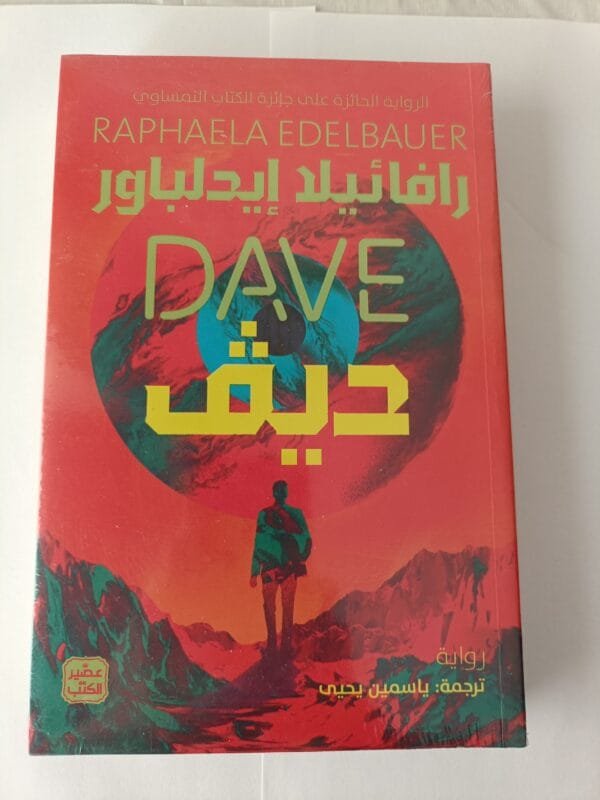 الرواية الحائزة على جائزة الكتاب النمساوي
RAPHAELA EDELBAUER
رافائيلا إيدلباور
DAVE
ديڤ
رواية
ترجمة: ياسمين يحيى
عصير
الكتب